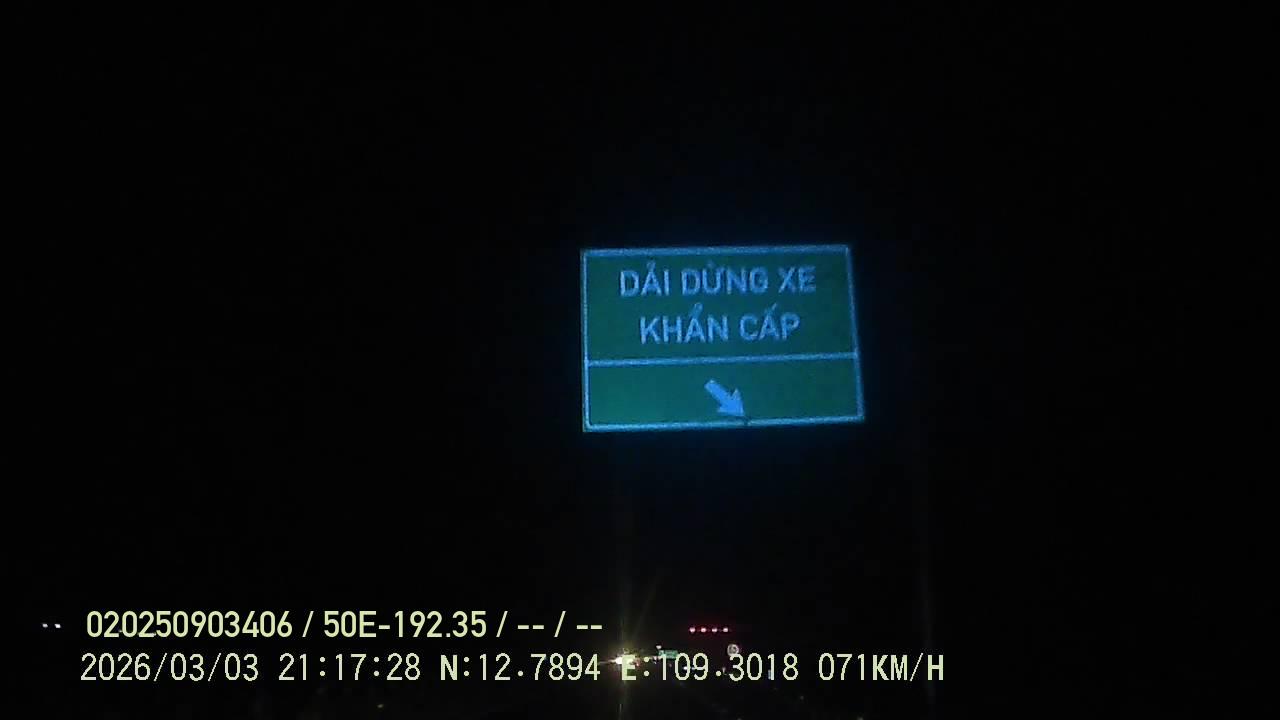 DẢI DỪNG XE
KHẨN CẤP
020250903406 / 50E-192.35 / -- / --
2026/03/03 21:17:28 N:12.7894 E:109.3018 071KM/H